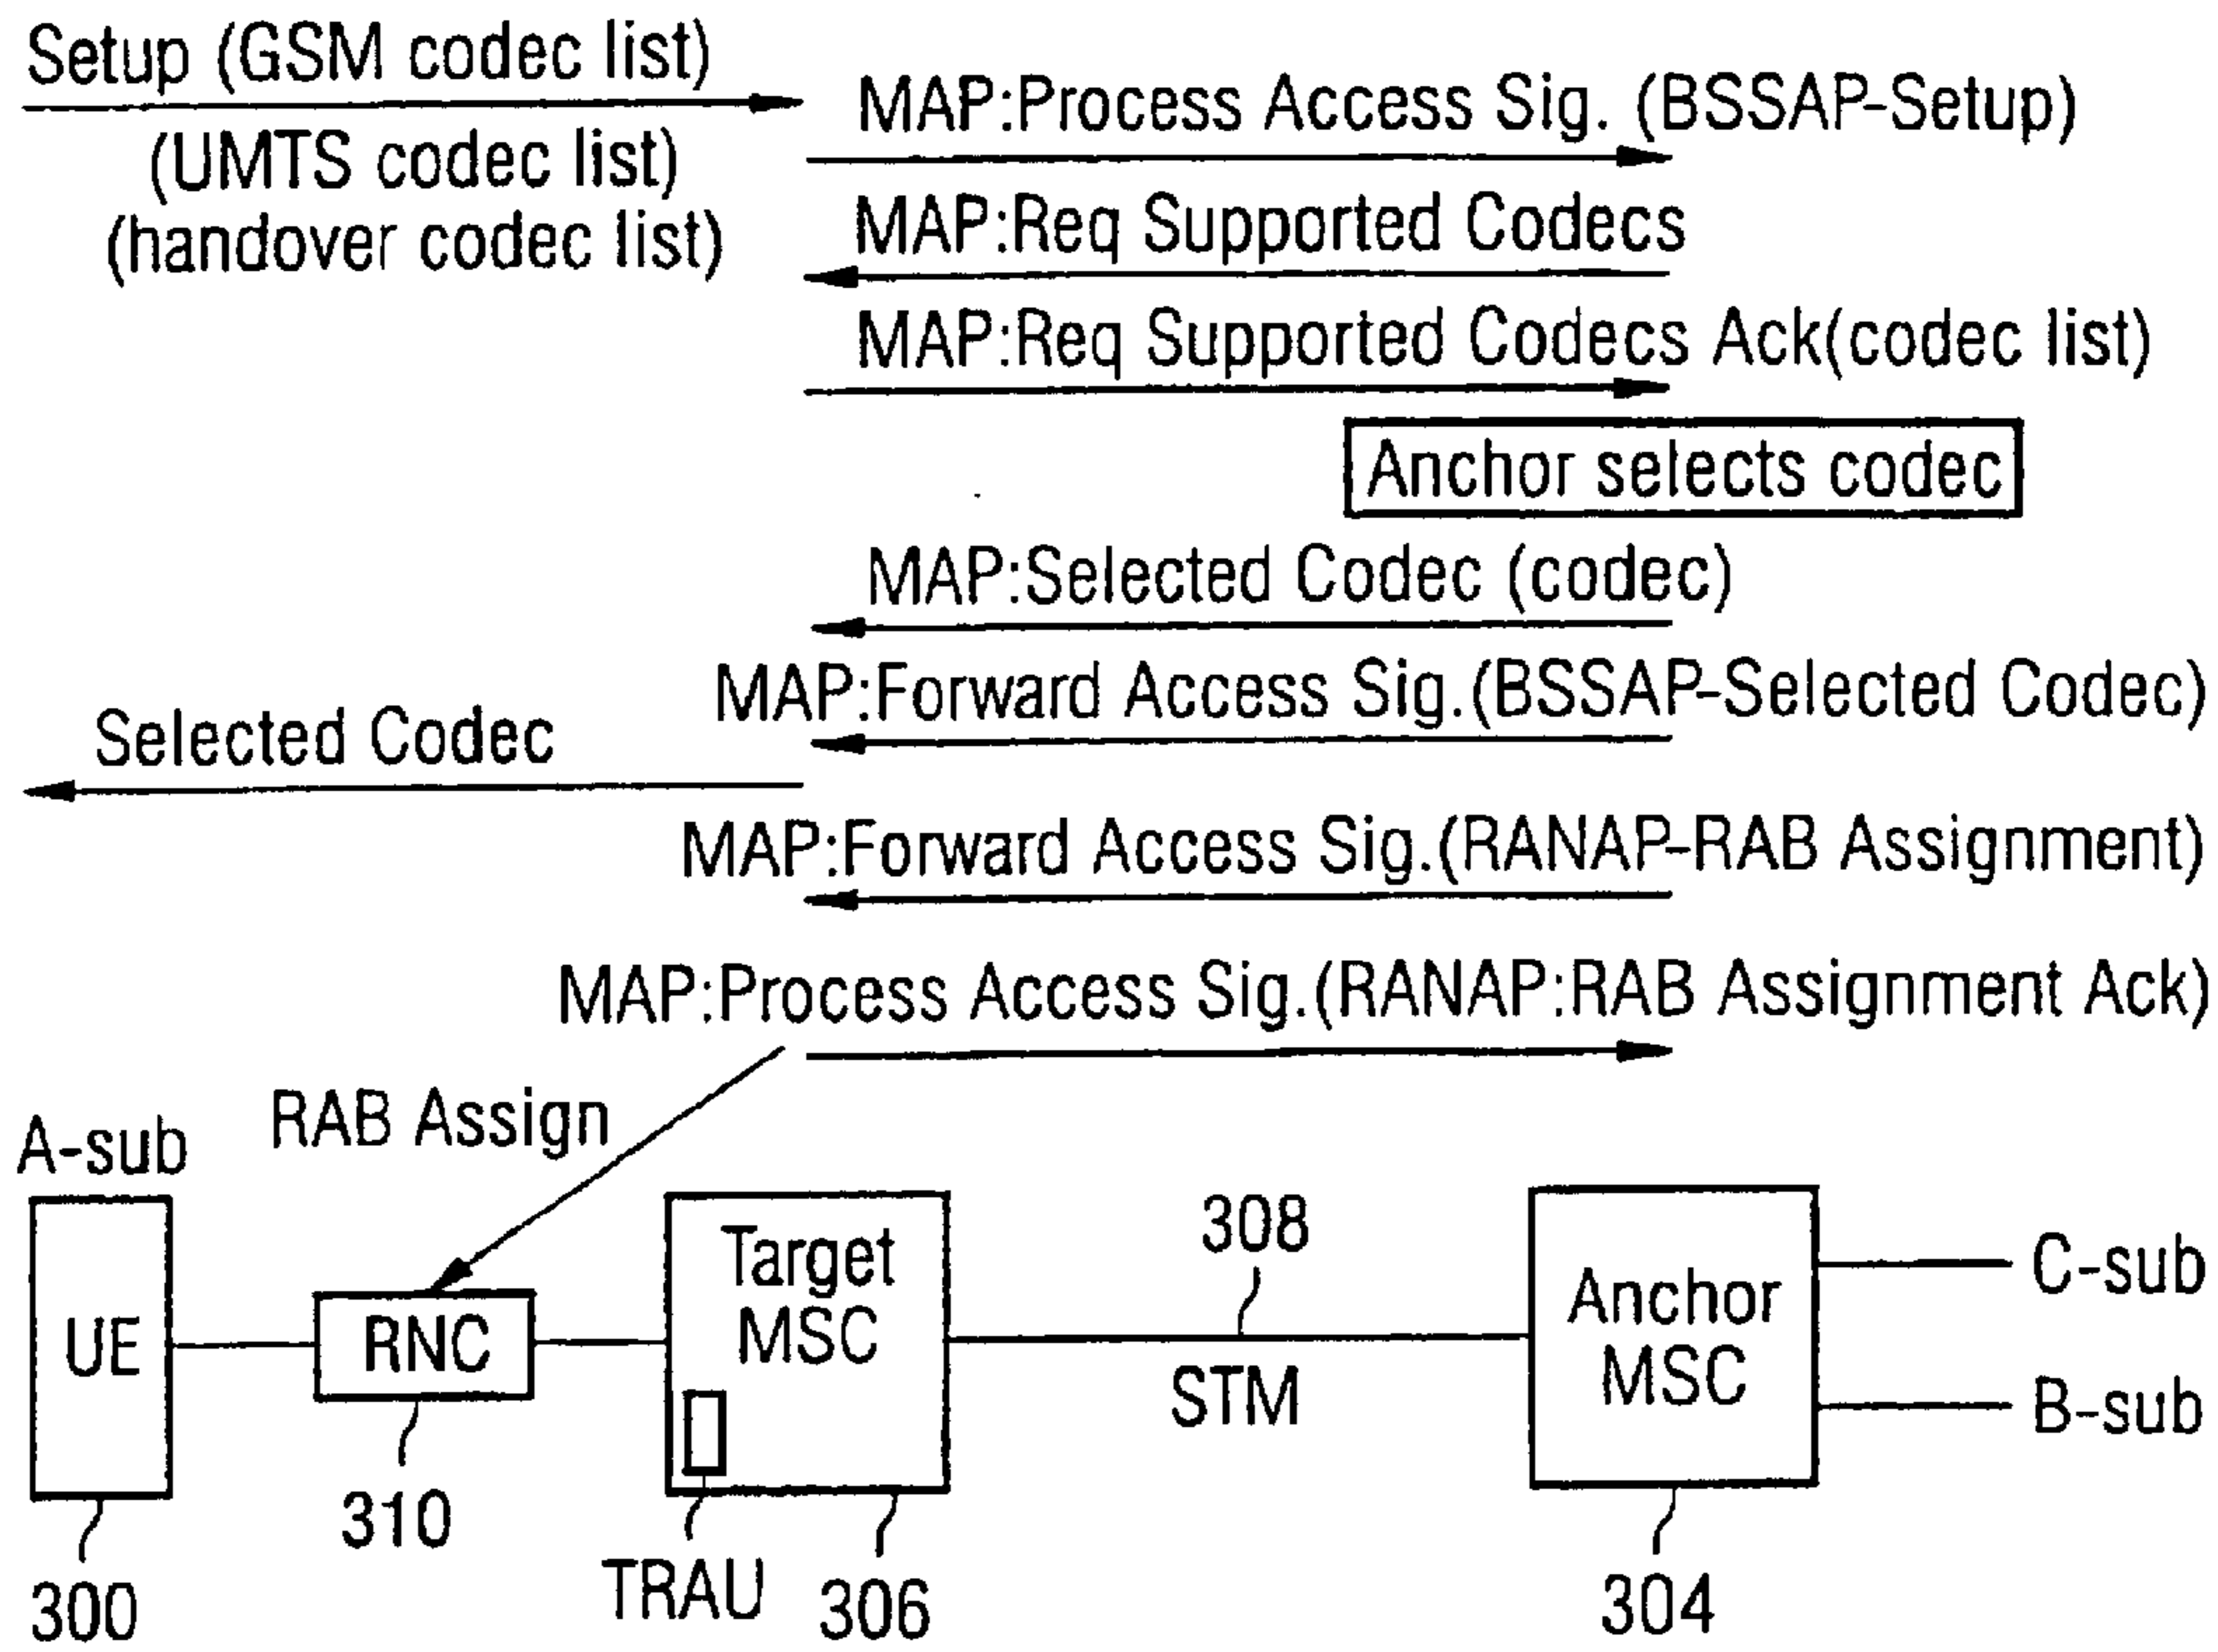 Setup (GSM codec list)
MAP:Process Access Sig. (BSSAP-Setup)
(UMTS codec list)
MAP:Req Supported Codecs
(handover codec list)
MAP:Req Supported Codecs Ack(codec list)
Anchor selects codec
MAP:Selected Codec (codec)
MAP:Forward Access Sig.(BSSAP-Selected Codec)
Selected Codec
MAP:Forward Access Sig.(RANAP-RAB Assignment)
MAP:Process Access Sig.(RANAP:RAB Assignment Ack)
RAB Assign
A-sub
UE
RNC
Target
MSC
308
STM
Anchor
MSC
C-sub
B-sub
300
310
TRAU
306
304